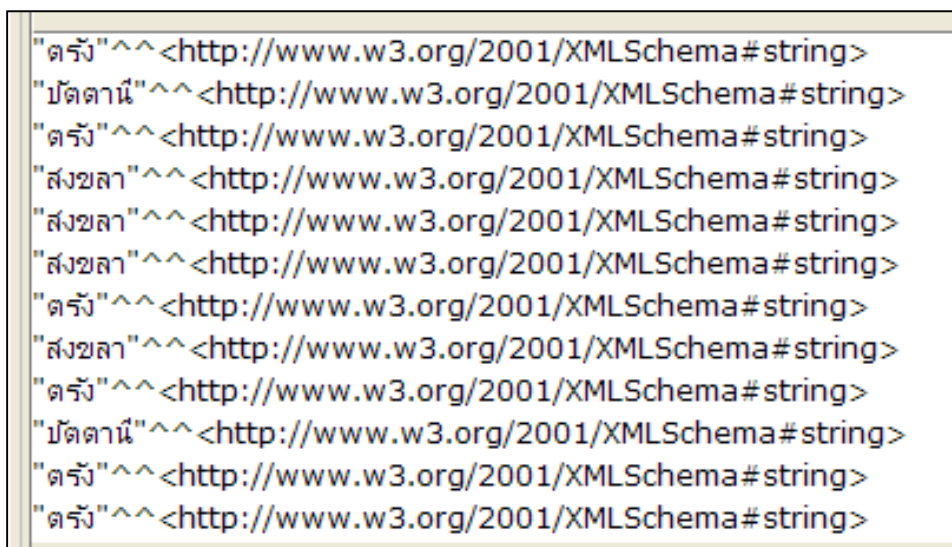 "ตรัง"^^<http://www.w3.org/2001/XMLSchema#string>
"ปัตตานี"^^<http://www.w3.org/2001/XMLSchema#string>
"ตรัง"^^<http://www.w3.org/2001/XMLSchema#string>
"สงขลา"^^<http://www.w3.org/2001/XMLSchema#string>
"สงขลา"^^<http://www.w3.org/2001/XMLSchema#string>
"สงขลา"^^<http://www.w3.org/2001/XMLSchema#string>
"ตรัง"^^<http://www.w3.org/2001/XMLSchema#string>
"สงขลา"^^<http://www.w3.org/2001/XMLSchema#string>
"ตรัง"^^<http://www.w3.org/2001/XMLSchema#string>
"ปัตตานี"^^<http://www.w3.org/2001/XMLSchema#string>
"ตรัง"^^<http://www.w3.org/2001/XMLSchema#string>
"ตรัง"^^<http://www.w3.org/2001/XMLSchema#string>